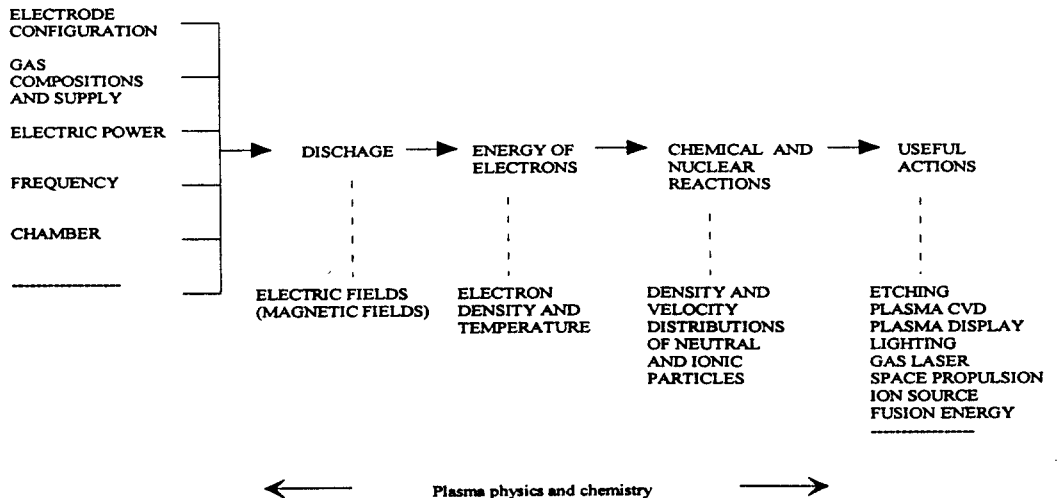 ELECTRODE
CONFIGURATION
GAS
COMPOSITIONS
AND SUPPLY
ELECTRIC POWER
FREQUENCY
CHAMBER
DISCHAGE
ENERGY OF
ELECTRONS
CHEMICAL AND
NUCLEAR
REACTIONS
USEFUL
ACTIONS
ELECTRIC FIELDS
(MAGNETIC FIELDS)
ELECTRON
DENSITY AND
TEMPERATURE
DENSITY AND
VELOCITY
DISTRIBUTIONS
OF NEUTRAL
AND IONIC
PARTICLES
ETCHING
PLASMA CVD
PLASMA DISPLAY
LIGHTING
GAS LASER
SPACE PROPULSION
ION SOURCE
FUSION ENERGY
Plasma physics and chemistry